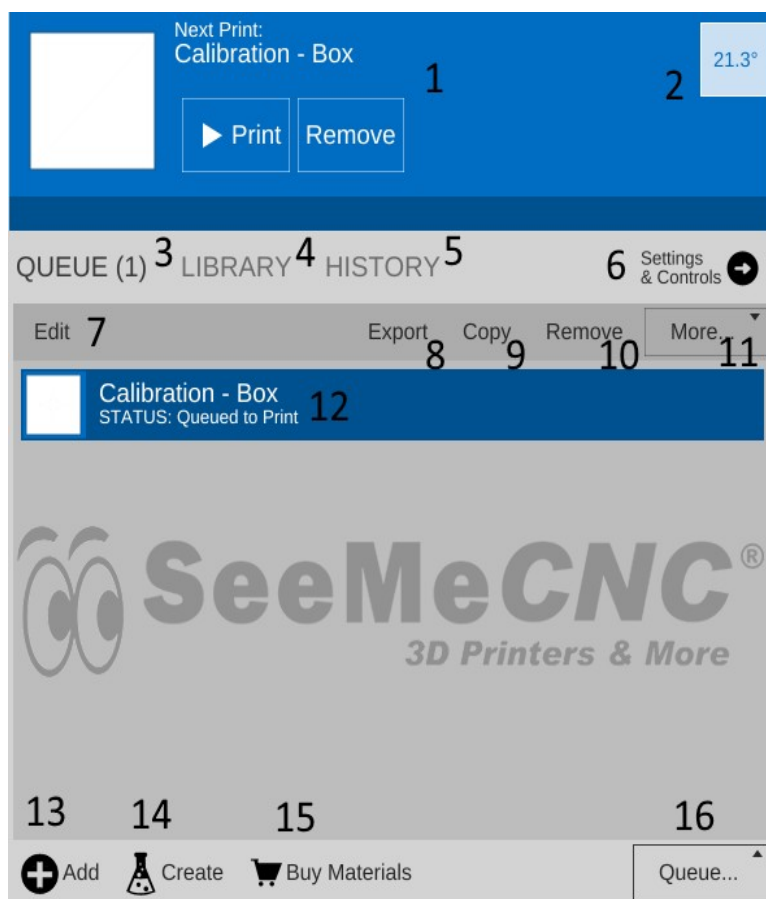 Next Print:
Calibration - Box
1
2
21.3°
Print Remove
QUEUE (1) 3 LIBRARY 4 HISTORY 5
6 Settings
& Controls
Edit 7 Export Copy Remove More...
8 9 10 11
Calibration - Box
STATUS: Queued to Print 12
SeeMeCNC®
3D Printers & More
13 14 15 16
Add Create Buy Materials Queue...